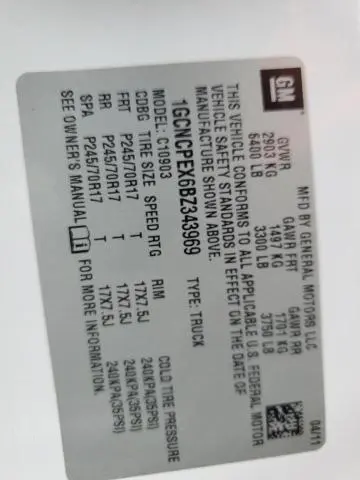 GM
MFD BY GENERAL MOTORS LLC
04/11
GVWR GAWR FRT GAWR RR
2903 KG 1497 KG 1701 KG
6400 LB 3300 LB 3750 LB
THIS VEHICLE CONFORMS TO ALL APPLICABLE U.S. FEDERAL MOTOR
VEHICLE SAFETY STANDARDS IN EFFECT ON THE DATE OF
MANUFACTURE SHOWN ABOVE.
1GCNCPEX6BZ343969 TYPE: TRUCK
MODEL: C10903
CDBG TIRE SIZE SPEED RTG RIM COLD TIRE PRESSURE
FRT P245/70R17 T 17X7.5J 240KPA(35PSI)
RR P245/70R17 T 17X7.5J 240KPA(35PSI)
SPA P245/70R17 T 17X7.5J 240KPA(35PSI)
SEE OWNER'S MANUAL FOR MORE INFORMATION.